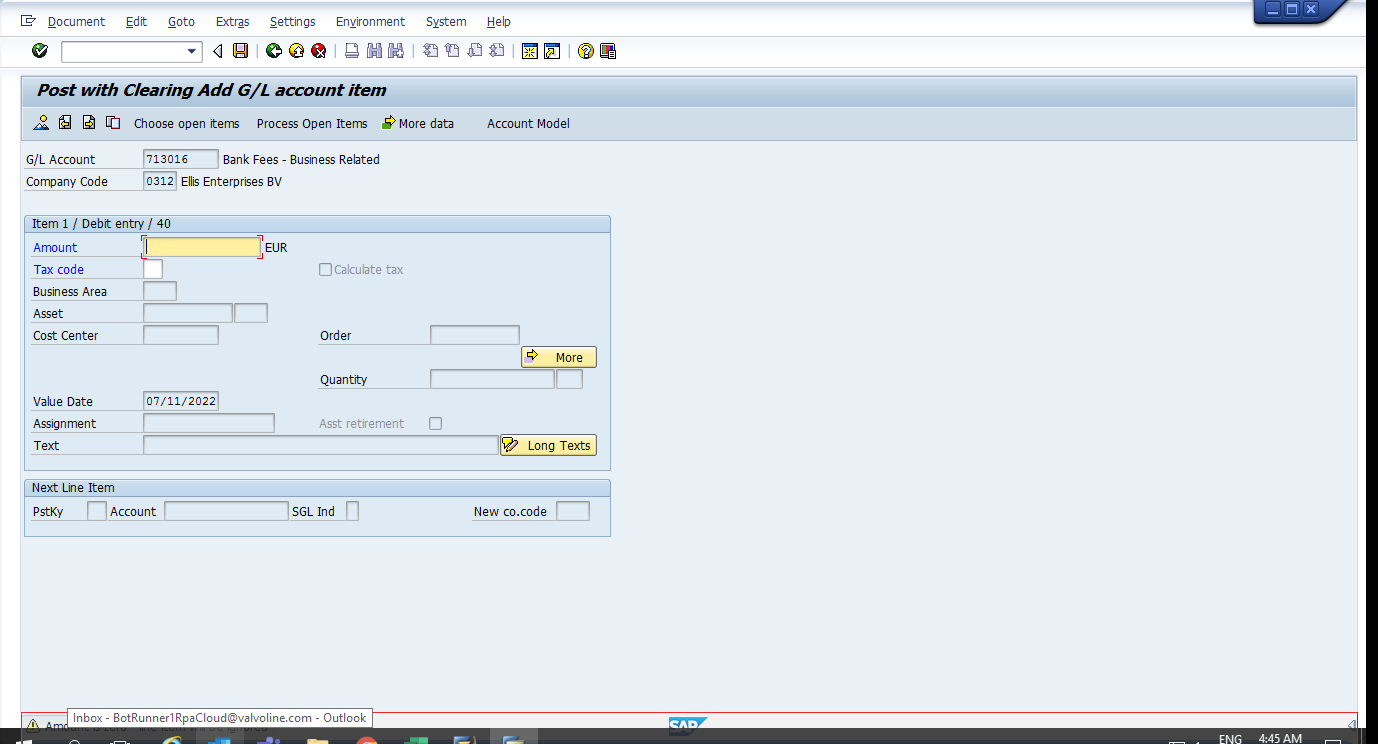 Document Edit Goto Extras Settings Environment System Help
Post with Clearing Add G/L account item
Choose open items Process Open Items More data Account Model
G/L Account 713016 Bank Fees - Business Related
Company Code 0312 Ellis Enterprises BV
Item 1 / Debit entry / 40
Amount EUR
Tax code Calculate tax
Business Area
Asset
Cost Center Order
More
Quantity
Value Date 07/11/2022
Assignment Asst retirement
Text Long Texts
Next Line Item
PstKy Account SGL Ind New co.code
Inbox - BotRunner1RpaCloud@valvoline.com - Outlook
SAP
ENG 4:45 AM